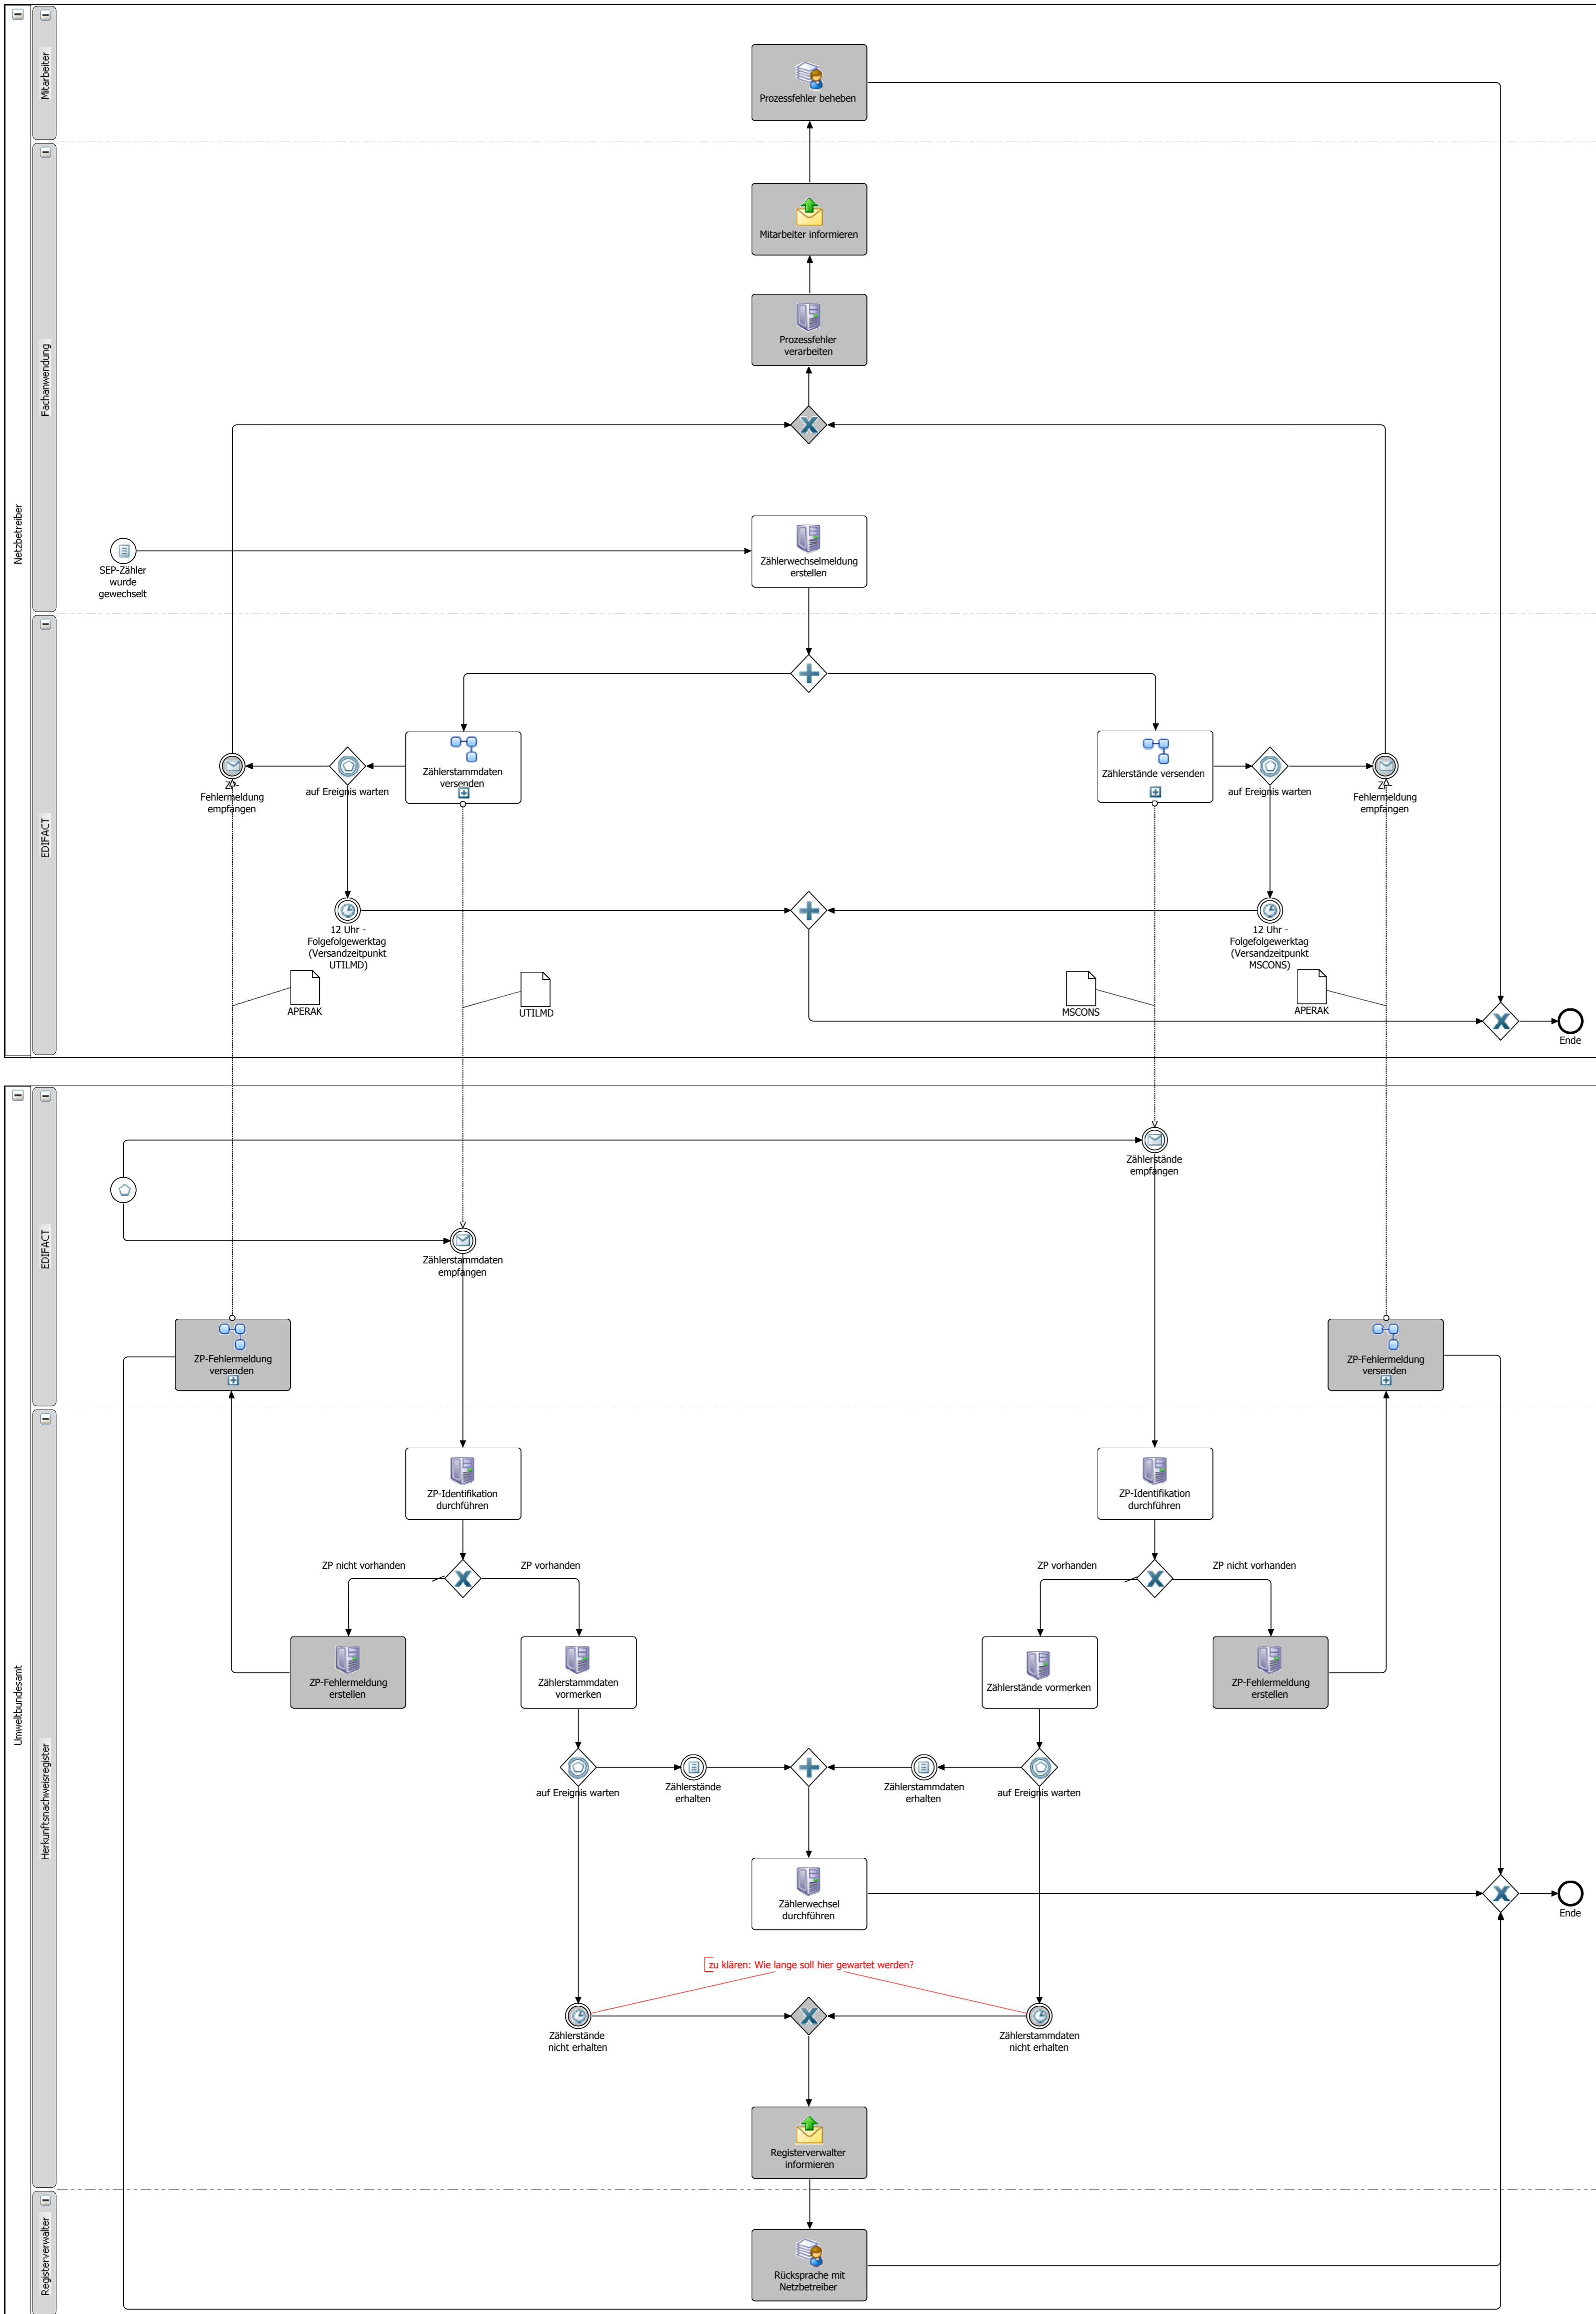 Netzbetreiber
Mitarbeiter
Prozessfehler beheben
Fachanwendung
Mitarbeiter informieren
Prozessfehler
verarbeiten
SEP-Zähler
wurde
gewechselt
Zählerwechselmeldung
erstellen
EDIFACT
ZP-
Fehlermeldung
empfangen
auf Ereignis warten
Zählerstammdaten
versenden
Zählerstände versenden
auf Ereignis warten
ZP-
Fehlermeldung
empfangen
12 Uhr -
Folgefolgewerktag
(Versandzeitpunkt
UTILMD)
12 Uhr -
Folgefolgewerktag
(Versandzeitpunkt
MSCONS)
APERAK
UTILMD
MSCONS
APERAK
Ende
Umweltbundesamt
EDIFACT
Zählerstände
empfangen
Zählerstammdaten
empfangen
ZP-Fehlermeldung
versenden
ZP-Fehlermeldung
versenden
Herkunftsnachweisregister
ZP-Identifikation
durchführen
ZP-Identifikation
durchführen
ZP nicht vorhanden
ZP vorhanden
ZP vorhanden
ZP nicht vorhanden
ZP-Fehlermeldung
erstellen
Zählerstammdaten
vormerken
Zählerstände vormerken
ZP-Fehlermeldung
erstellen
auf Ereignis warten
Zählerstände
erhalten
Zählerstammdaten
erhalten
auf Ereignis warten
Zählerwechsel
durchführen
Ende
zu klären: Wie lange soll hier gewartet werden?
Zählerstände
nicht erhalten
Zählerstammdaten
nicht erhalten
Registerverwalter
informieren
Registerverwalter
Rücksprache mit
Netzbetreiber